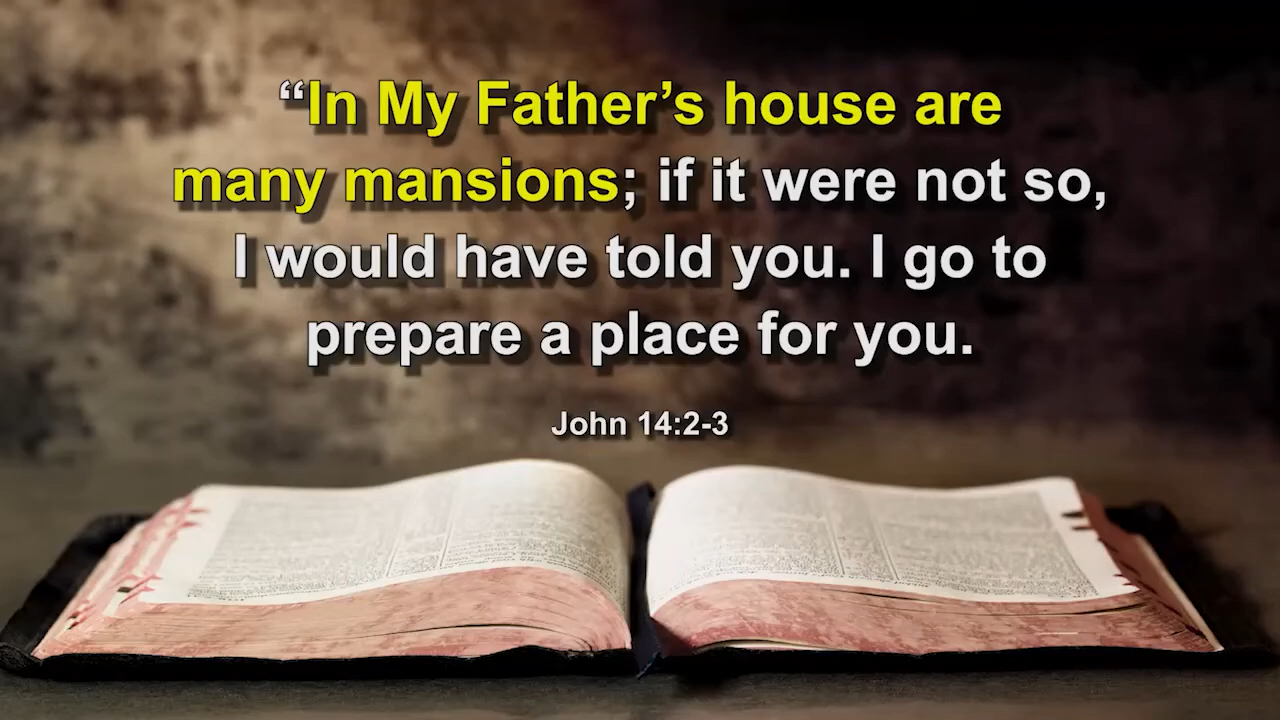 “In My Father’s house are
many mansions; if it were not so,
I would have told you. I go to
prepare a place for you.
John 14:2-3